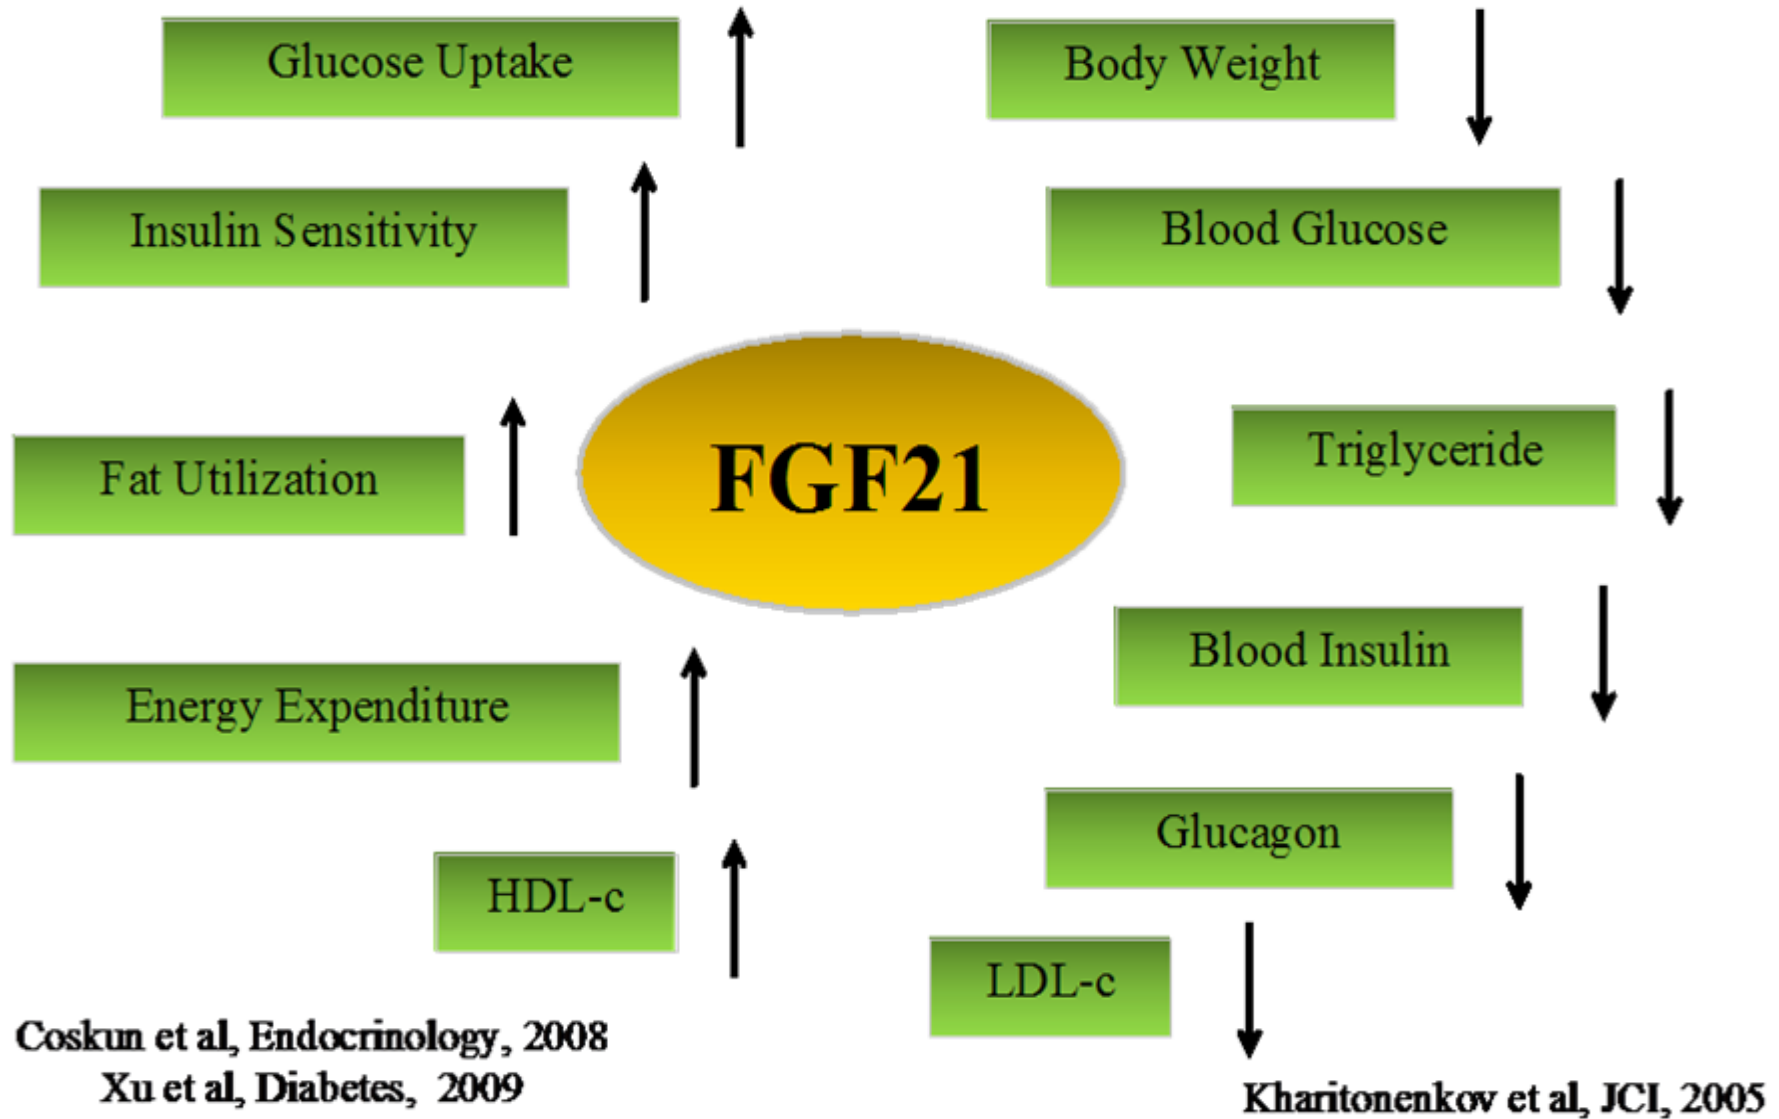 Glucose Uptake
Body Weight
Insulin Sensitivity
Blood Glucose
FGF21
Triglyceride
Fat Utilization
Blood Insulin
Energy Expenditure
Glucagon
HDL-c
LDL-c
Coskun et al, Endocrinology, 2008
Xu et al, Diabetes, 2009
Kharitonenkov et al, JCI, 2005